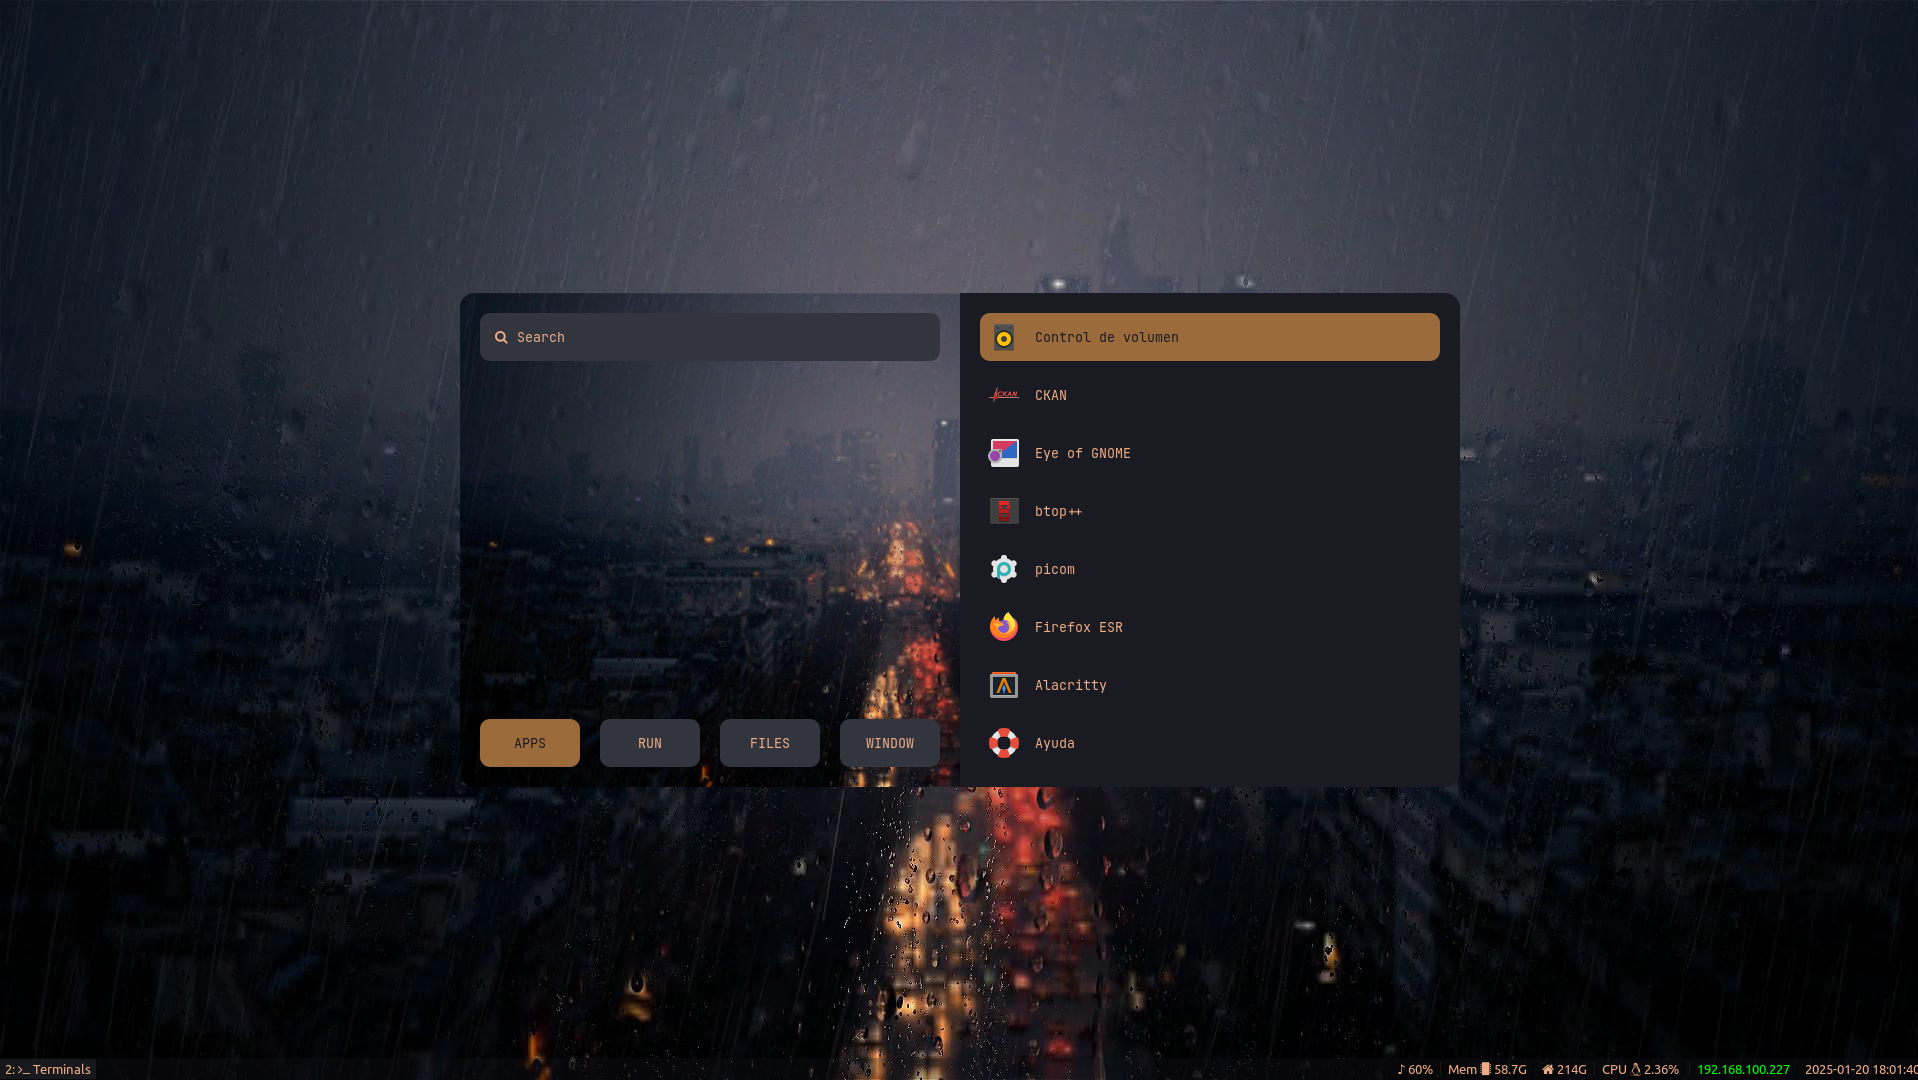 Search
APPS
RUN
FILES
WINDOW
Control de volumen
CKAN
CKAN
Eye of GNOME
btop++
picom
Firefox ESR
Alacritty
Ayuda
2: >_ Terminals
♪ 60%
Mem 58.7G
214G
CPU 2.36%
192.168.100.227
2025-01-20 18:01:40